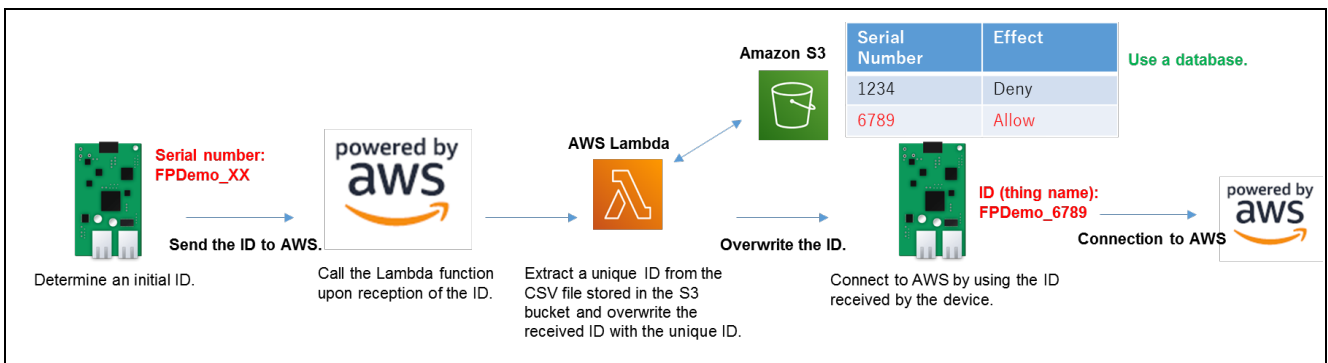 Amazon S3
Serial Number
Effect
1234
Deny
6789
Allow
Use a database.
Serial number:
FPDemo_XX
powered by
aws
AWS Lambda
ID (thing name):
FPDemo_6789
powered by
aws
Send the ID to AWS.
Overwrite the ID.
Connection to AWS
Determine an initial ID.
Call the Lambda function
upon reception of the ID.
Extract a unique ID from the
CSV file stored in the S3
bucket and overwrite the
received ID with the unique ID.
Connect to AWS by using the ID
received by the device.